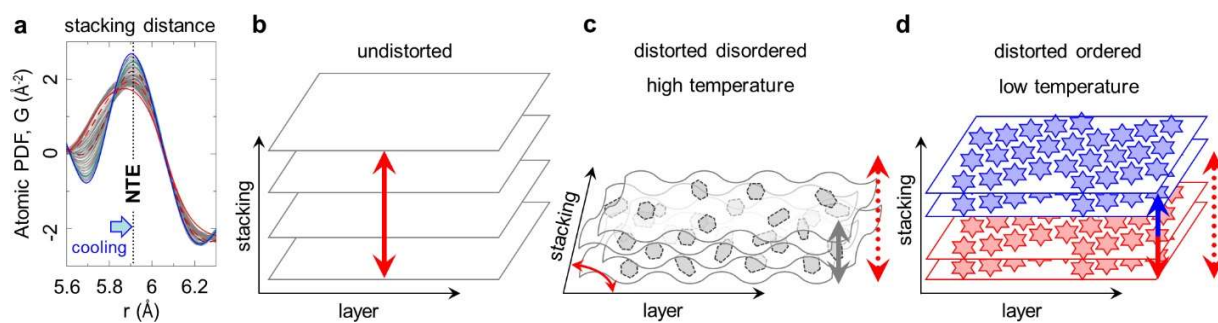 a
stacking distance
Atomic PDF, G (Å⁻²)
2
0
-2
NTE
cooling
5.6 5.8 6 6.2
r (Å)
b
undistorted
stacking
layer
c
distorted disordered
high temperature
stacking
layer
d
distorted ordered
low temperature
stacking
layer